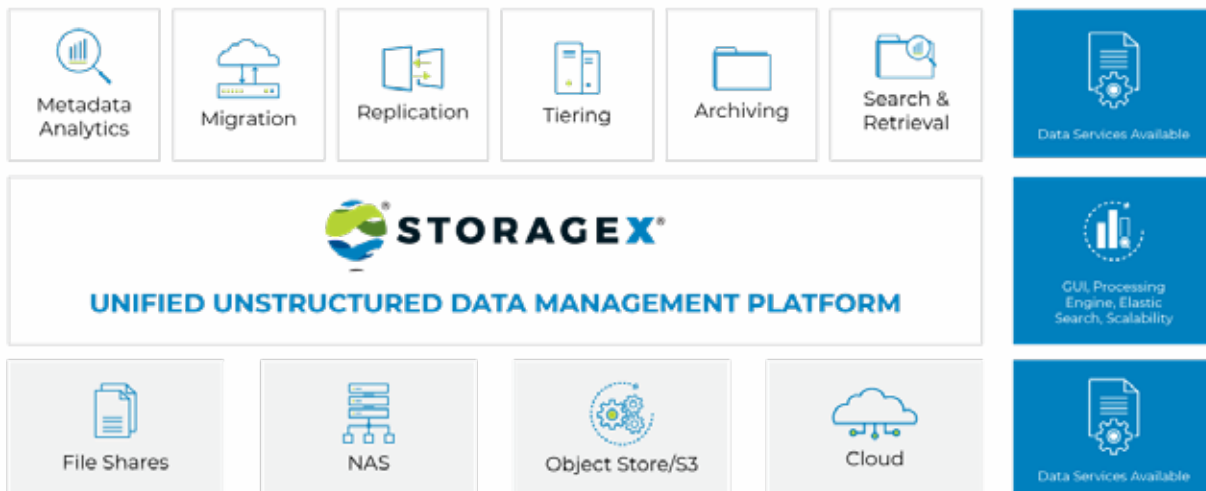 Metadata
Analytics
Migration
Replication
Tiering
Archiving
Search &
Retrieval
Data Services Available
STORAGEX®
UNIFIED UNSTRUCTURED DATA MANAGEMENT PLATFORM
GUI, Processing
Engine, Elastic
Search, Scalability
File Shares
NAS
Object Store/S3
Cloud
Data Services Available